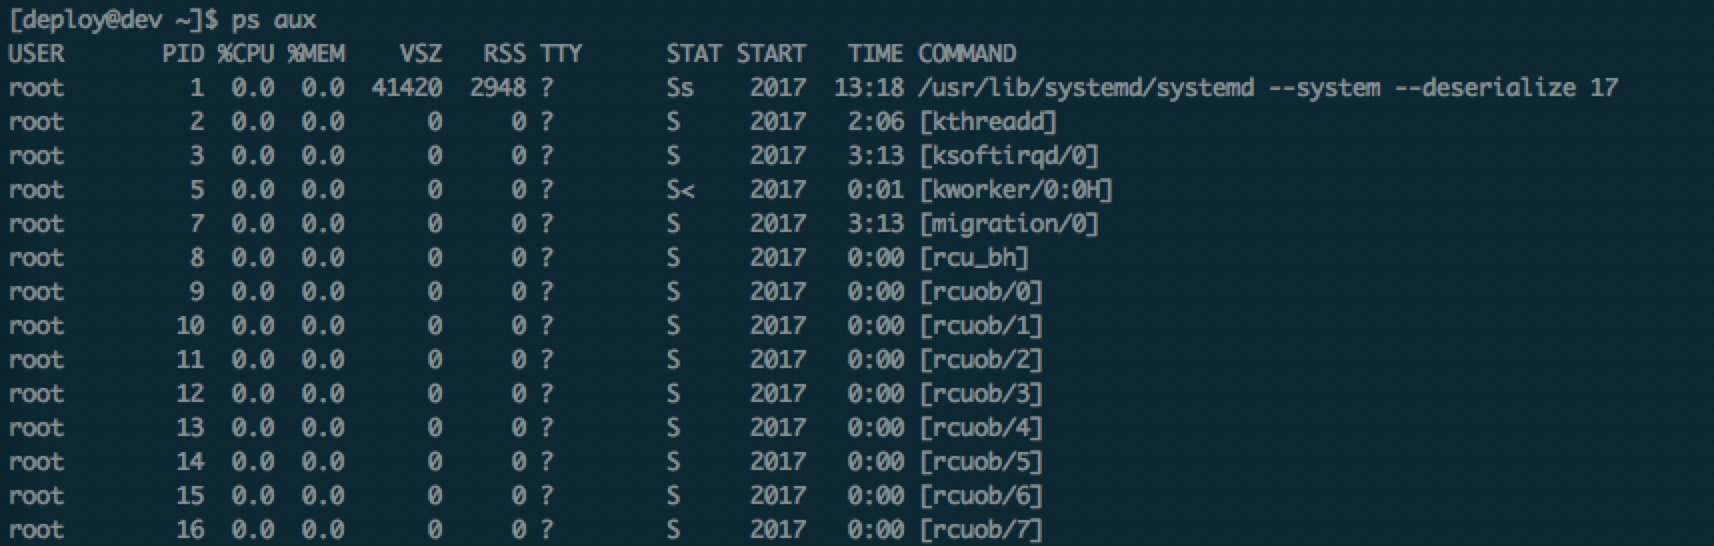 [deploy@dev ~]$ ps aux
USER       PID %CPU %MEM    VSZ   RSS TTY      STAT START   TIME COMMAND
root         1  0.0  0.0  41420  2948 ?        Ss    2017  13:18 /usr/lib/systemd/systemd --system --deserialize 17
root         2  0.0  0.0      0     0 ?        S     2017   2:06 [kthreadd]
root         3  0.0  0.0      0     0 ?        S     2017   3:13 [ksoftirqd/0]
root         5  0.0  0.0      0     0 ?        S<    2017   0:01 [kworker/0:0H]
root         7  0.0  0.0      0     0 ?        S     2017   3:13 [migration/0]
root         8  0.0  0.0      0     0 ?        S     2017   0:00 [rcu_bh]
root         9  0.0  0.0      0     0 ?        S     2017   0:00 [rcuob/0]
root        10  0.0  0.0      0     0 ?        S     2017   0:00 [rcuob/1]
root        11  0.0  0.0      0     0 ?        S     2017   0:00 [rcuob/2]
root        12  0.0  0.0      0     0 ?        S     2017   0:00 [rcuob/3]
root        13  0.0  0.0      0     0 ?        S     2017   0:00 [rcuob/4]
root        14  0.0  0.0      0     0 ?        S     2017   0:00 [rcuob/5]
root        15  0.0  0.0      0     0 ?        S     2017   0:00 [rcuob/6]
root        16  0.0  0.0      0     0 ?        S     2017   0:00 [rcuob/7]